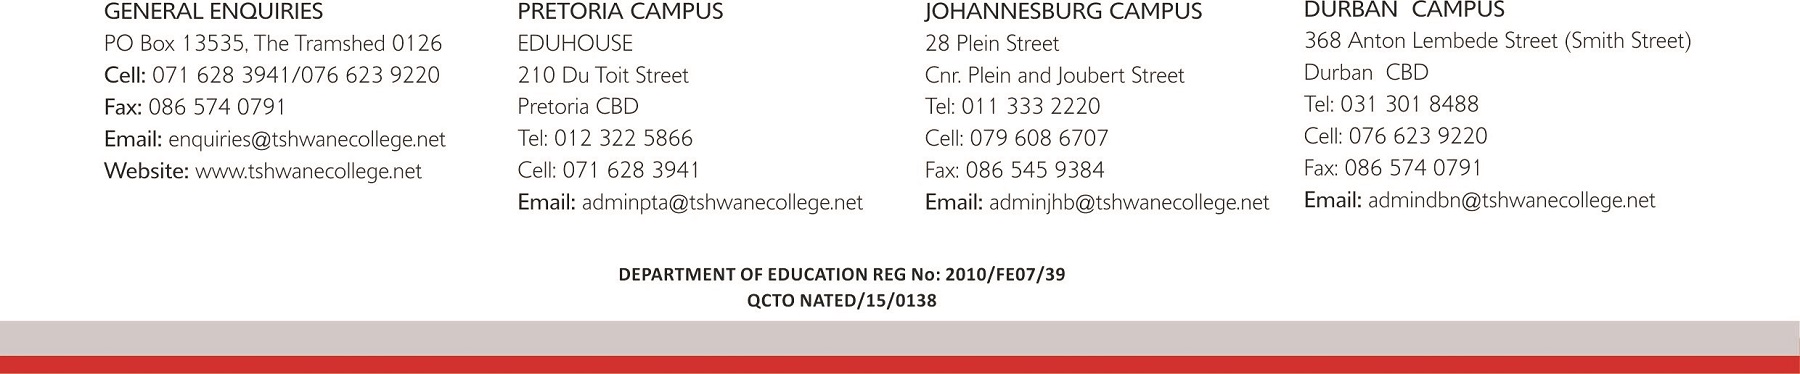 GENERAL ENQUIRIES
PO Box 13535, The Tramshed 0126
Cell: 071 628 3941/076 623 9220
Fax: 086 574 0791
Email: enquiries@tshwanecollege.net
Website: www.tshwanecollege.net
PRETORIA CAMPUS
EDUHOUSE
210 Du Toit Street
Pretoria CBD
Tel: 012 322 5866
Cell: 071 628 3941
Email: adminpta@tshwanecollege.net
JOHANNESBURG CAMPUS
28 Plein Street
Cnr. Plein and Joubert Street
Tel: 011 333 2220
Cell: 079 608 6707
Fax: 086 545 9384
Email: adminjhb@tshwanecollege.net
DURBAN CAMPUS
368 Anton Lembede Street (Smith Street)
Durban CBD
Tel: 031 301 8488
Cell: 076 623 9220
Fax: 086 574 0791
Email: admindbn@tshwanecollege.net
DEPARTMENT OF EDUCATION REG No: 2010/FE07/39
QCTO NATED/15/0138